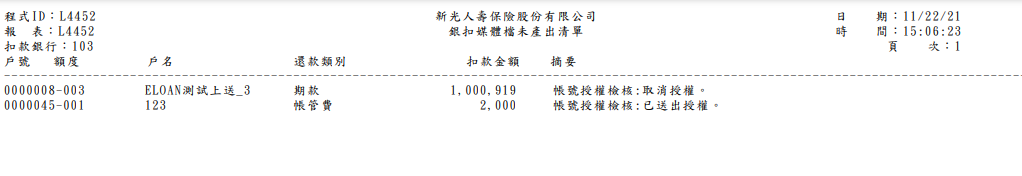 程式ID：L4452 新光人壽保險股份有限公司 日 期：11/22/21
報 表：L4452 銀扣媒體檔未產出清單 時 間：15:06:23
扣款銀行：103 頁 次：1
戶號 額度 戶名 還款類別 扣款金額 摘要
0000008-003 ELOAN測試上送_3 期款 1,000,919 帳號授權檢核:取消授權。
0000045-001 123 帳管費 2,000 帳號授權檢核:已送出授權。